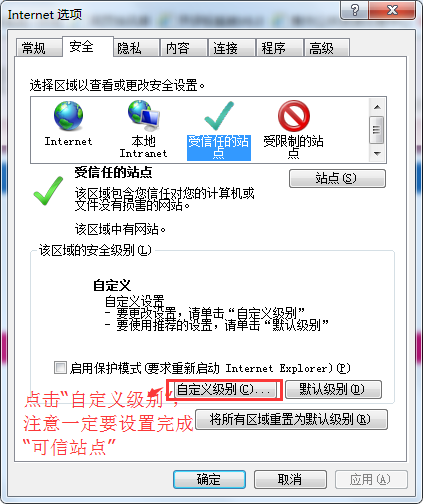 Internet 选项
常规 安全 隐私 内容 连接 程序 高级
选择区域以查看或更改安全设置。
Internet
本地
Intranet
受信任的站
点
受限制的站
点
受信任的站点
站点(S)
该区域包含您信任对您的计算机或
文件没有损害的网站。
该区域中有网站。
该区域的安全级别(L)
自定义
自定义设置
- 要更改设置，请单击“自定义级别”
- 要使用推荐的设置，请单击“默认级别”
启用保护模式(要求重新启动 Internet Explorer)(P)
自定义级别(C)... 默认级别(D)
点击“自定义级别”，
注意一定要设置完成
“可信站点”
将所有区域重置为默认级别(R)
确定 取消 应用(A)